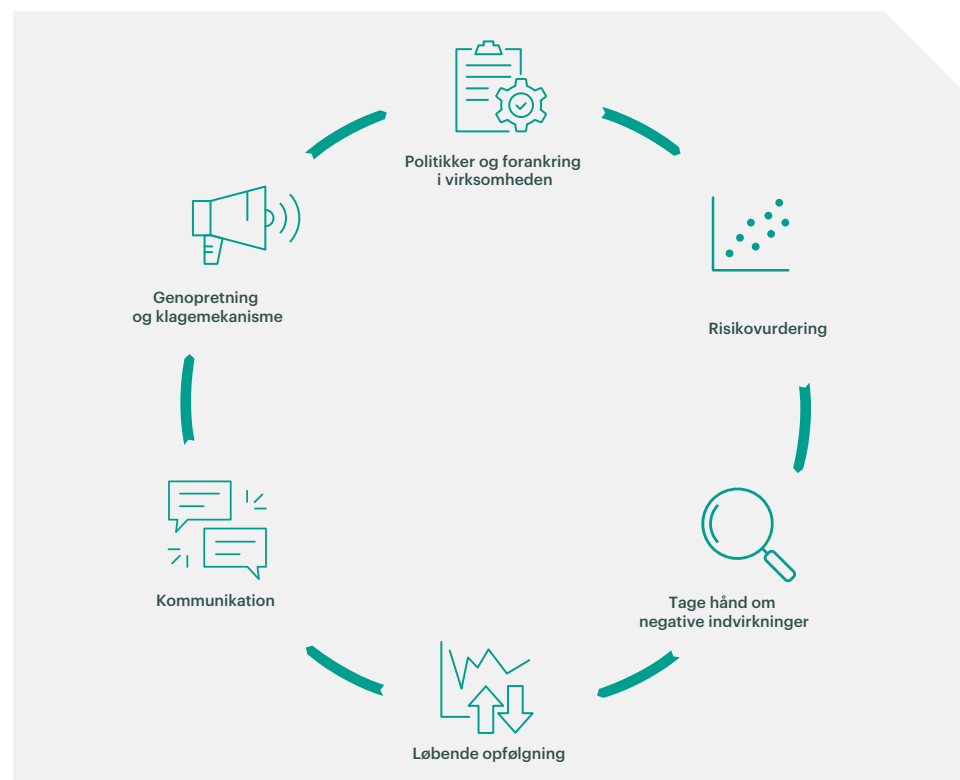 Politikker og forankring
i virksomheden
Risikovurdering
Tage hånd om
negative indvirkninger
Løbende opfølgning
Kommunikation
Genopretning
og klagemekanisme